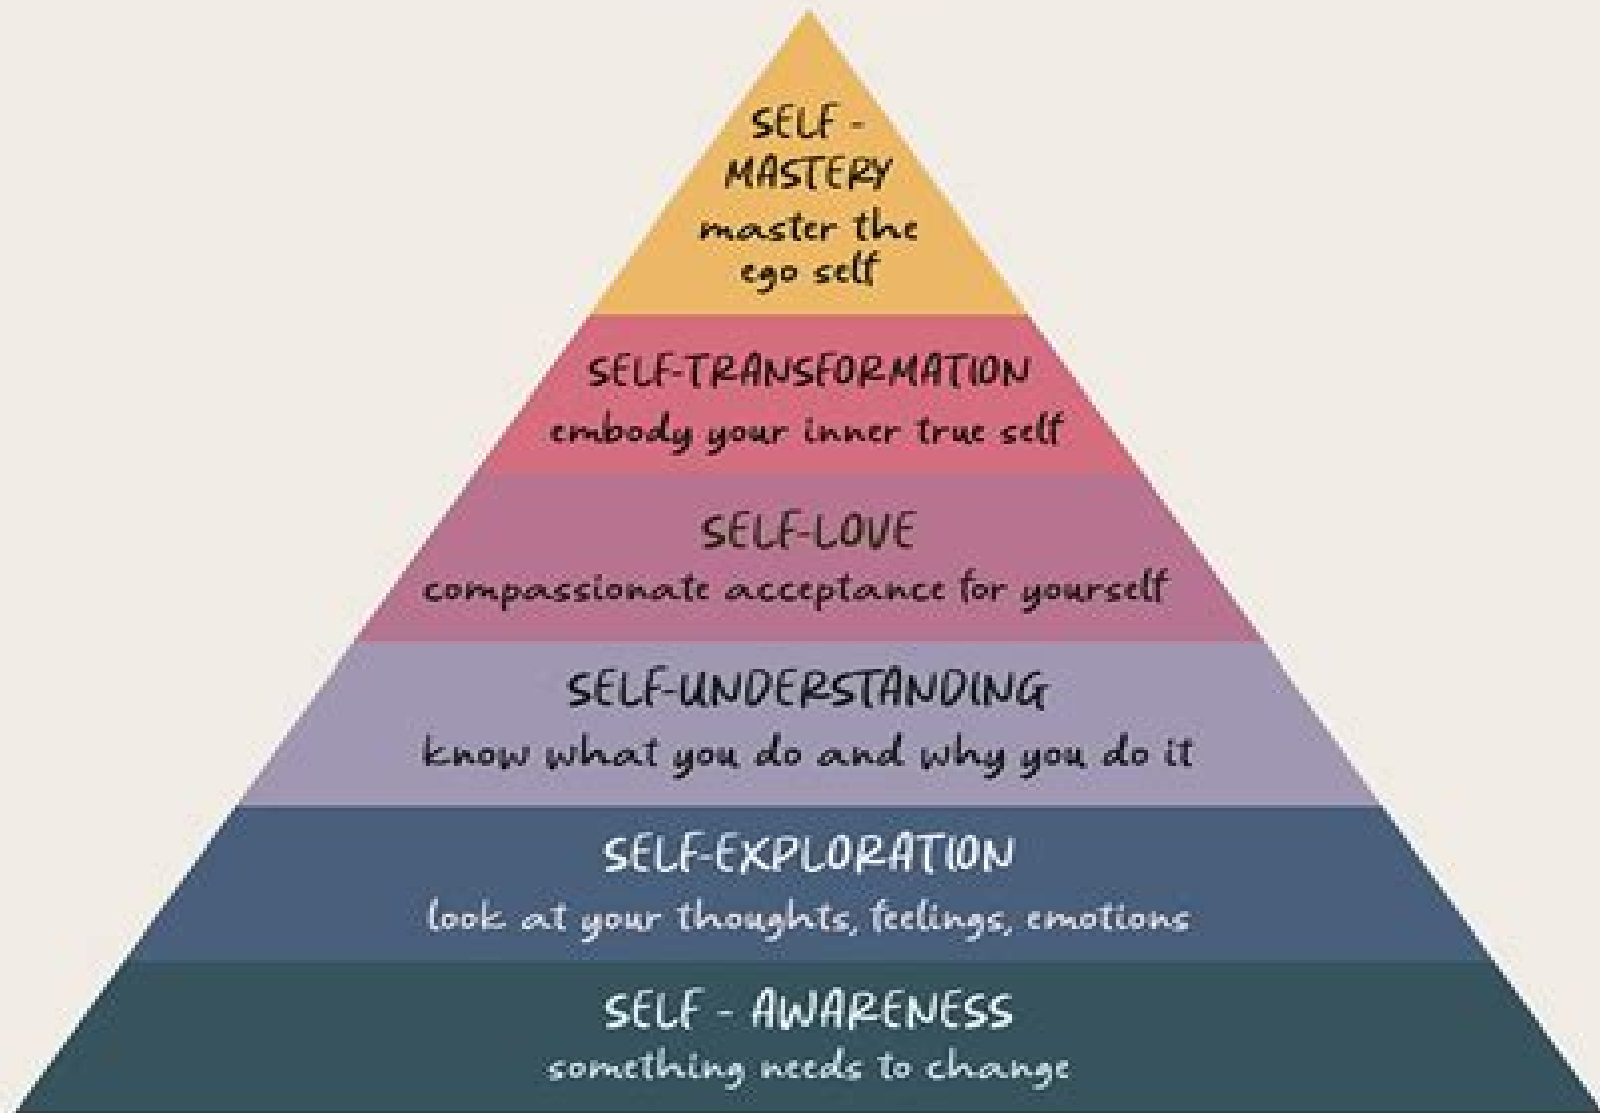 SELF -
MASTERY
master the
ego self
SELF-TRANSFORMATION
embody your inner true self
SELF-LOVE
compassionate acceptance for yourself
SELF-UNDERSTANDING
know what you do and why you do it
SELF-EXPLORATION
look at your thoughts, feelings, emotions
SELF - AWARENESS
something needs to change